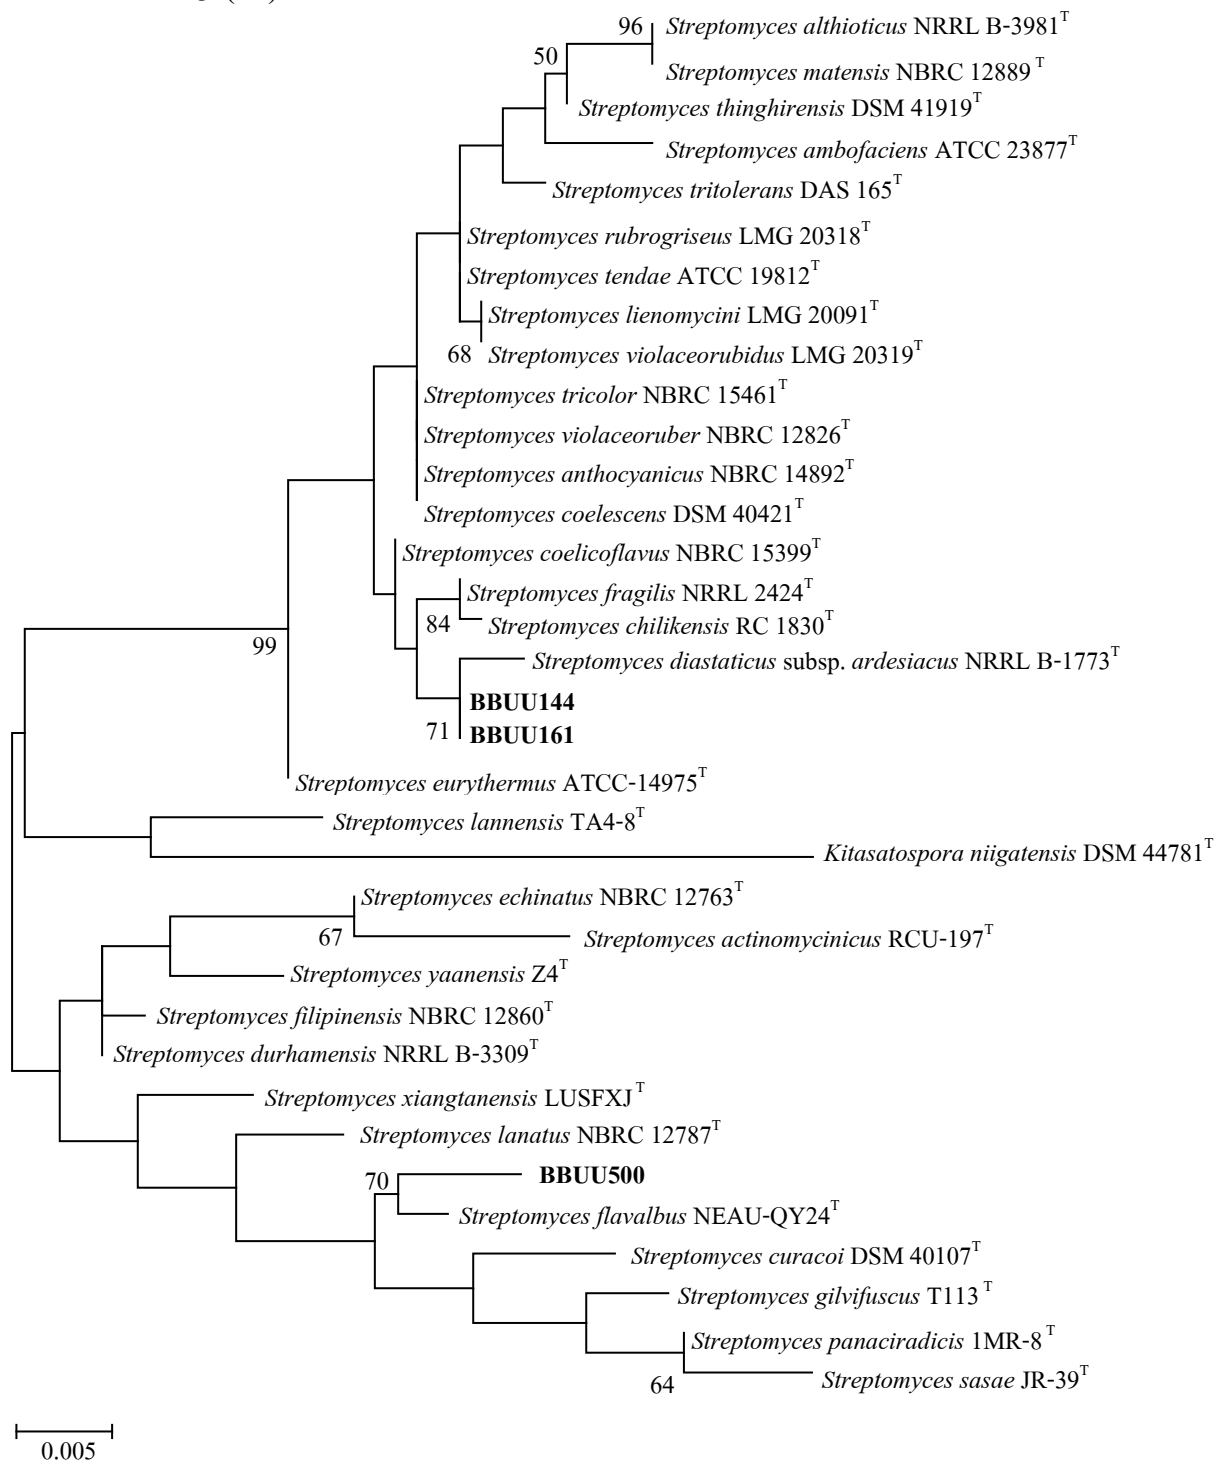 96 Streptomyces althioticus NRRL B-3981T
50
Streptomyces matensis NBRC 12889 T
Streptomyces thinghirensis DSM 41919T
Streptomyces ambofaciens ATCC 23877T
Streptomyces tritolerans DAS 165T
Streptomyces rubrogriseus LMG 20318T
Streptomyces tendae ATCC 19812T
Streptomyces lienomycini LMG 20091T
68 Streptomyces violaceorubidus LMG 20319T
Streptomyces tricolor NBRC 15461T
Streptomyces violaceoruber NBRC 12826T
Streptomyces anthocyanicus NBRC 14892T
Streptomyces coelescens DSM 40421T
Streptomyces coelicoflavus NBRC 15399T
Streptomyces fragilis NRRL 2424T
84 Streptomyces chilikensis RC 1830T
99
Streptomyces diastaticus subsp. ardesiacus NRRL B-1773T
BBUU144
71 BBUU161
Streptomyces eurythermus ATCC-14975T
Streptomyces lannensis TA4-8T
Kitasatospora niigatensis DSM 44781T
Streptomyces echinatus NBRC 12763T
67 Streptomyces actinomycinicus RCU-197T
Streptomyces yaanensis Z4T
Streptomyces filipinensis NBRC 12860T
Streptomyces durhamensis NRRL B-3309T
Streptomyces xiangtanensis LUSFXJ T
Streptomyces lanatus NBRC 12787T
70 BBUU500
Streptomyces flavalbus NEAU-QY24T
Streptomyces curacoi DSM 40107T
Streptomyces gilvifuscus T113 T
Streptomyces panaciradicis 1MR-8 T
64 Streptomyces sasae JR-39T
0.005